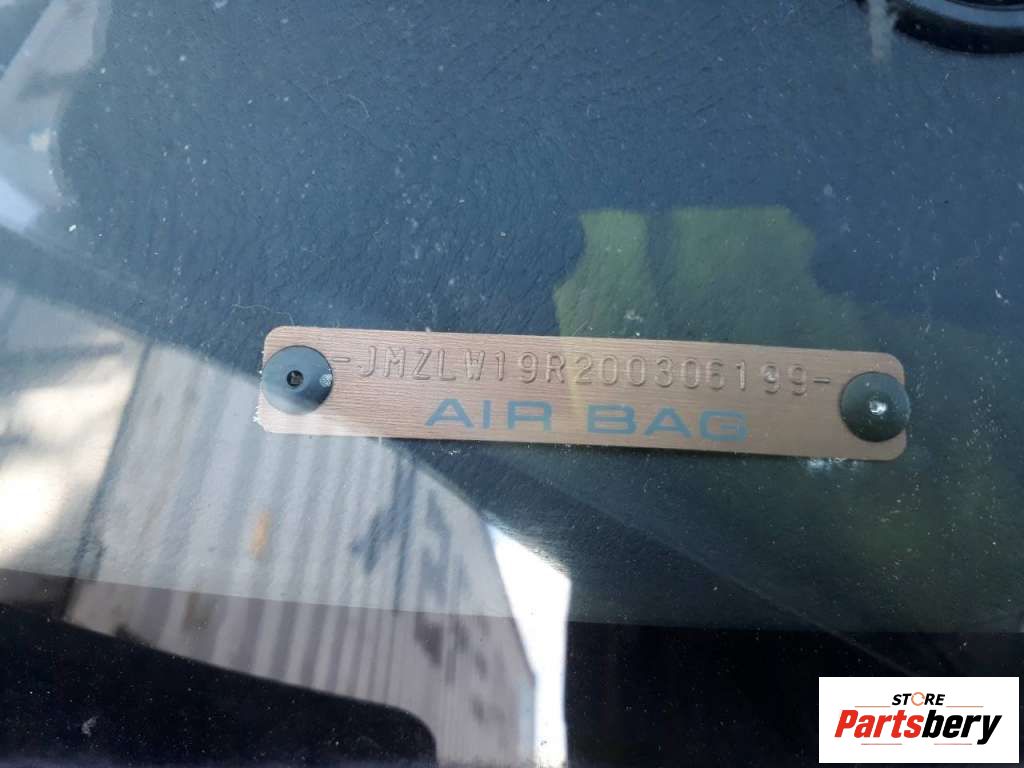 -JMZLW19R200306199-
AIR BAG
STORE
Partsbery